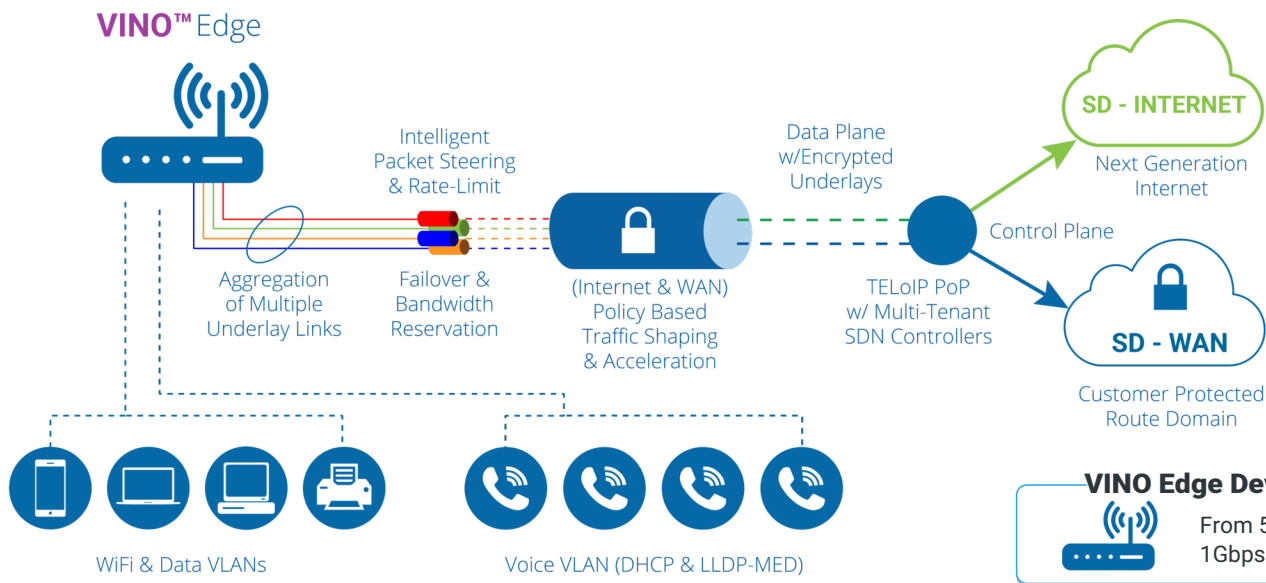 VINO™ Edge
Intelligent
Packet Steering
& Rate-Limit
Data Plane
w/Encrypted
Underlays
SD - INTERNET
Next Generation
Internet
Control Plane
Aggregation
of Multiple
Underlay Links
Failover &
Bandwidth
Reservation
(Internet & WAN)
Policy Based
Traffic Shaping
& Acceleration
TELoIP PoP
w/ Multi-Tenant
SDN Controllers
SD - WAN
Customer Protected
Route Domain
WiFi & Data VLANs
Voice VLAN (DHCP & LLDP-MED)
VINO Edge Dev
From 5
1Gbps